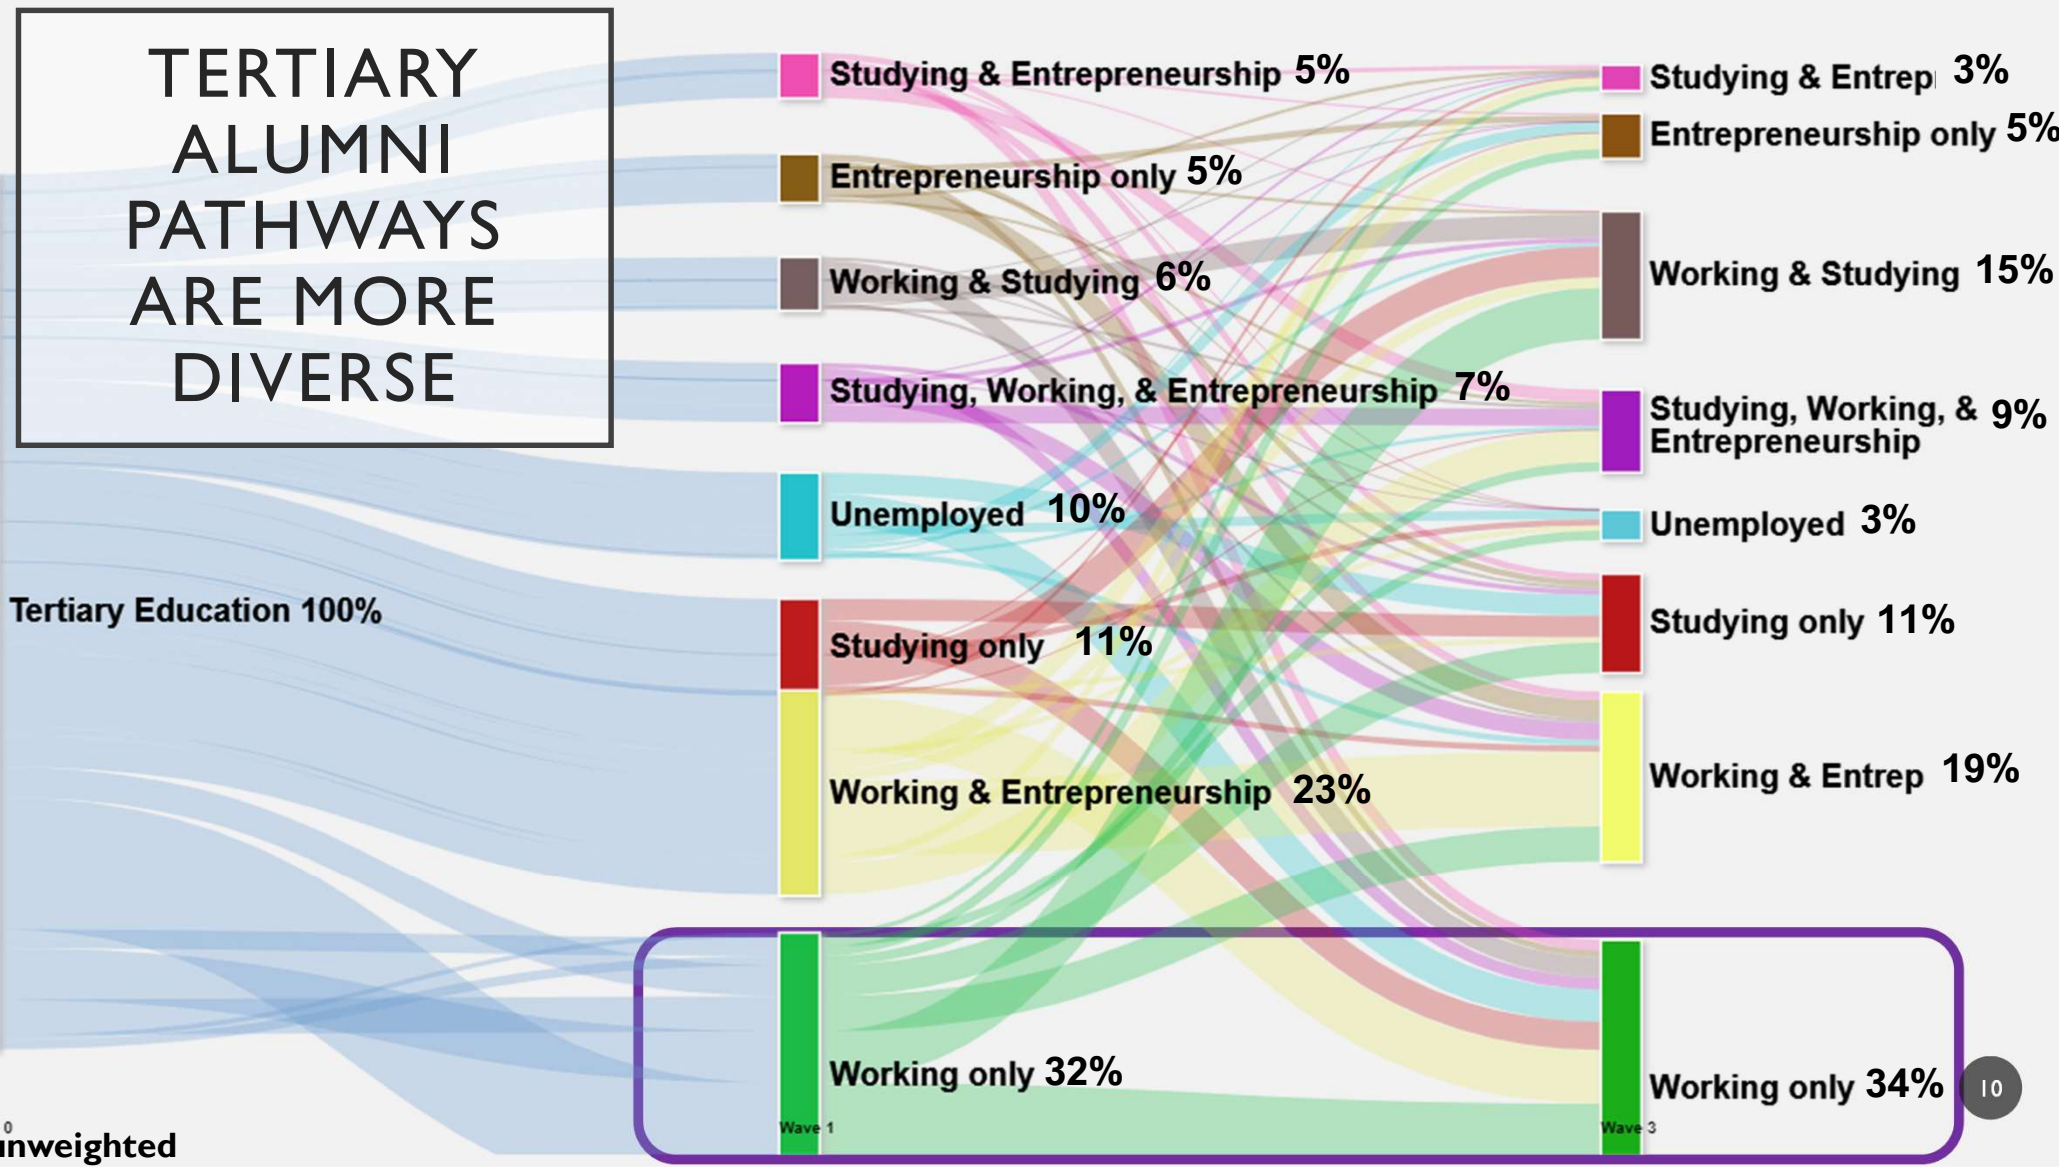 TERTIARY
ALUMNI
PATHWAYS
ARE MORE
DIVERSE
Tertiary Education 100%
Studying & Entrepreneurship 5%
Entrepreneurship only 5%
Working & Studying 6%
Studying, Working, & Entrepreneurship 7%
Unemployed 10%
Studying only 11%
Working & Entrepreneurship 23%
Working only 32%
Wave 1
Studying & Entrep 3%
Entrepreneurship only 5%
Working & Studying 15%
Studying, Working, & 9%
Entrepreneurship
Unemployed 3%
Studying only 11%
Working & Entrep 19%
Working only 34%
Wave 3
10
0
unweighted